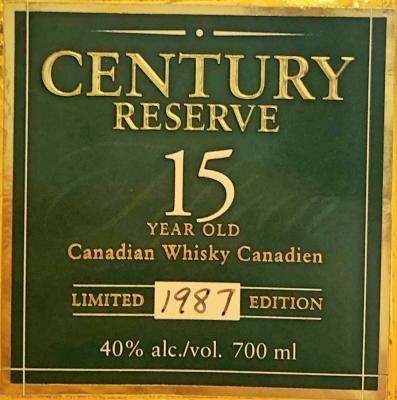 CENTURY
RESERVE
15
YEAR OLD
Canadian Whisky Canadien
LIMITED 1987 EDITION
40% alc./vol. 700 ml